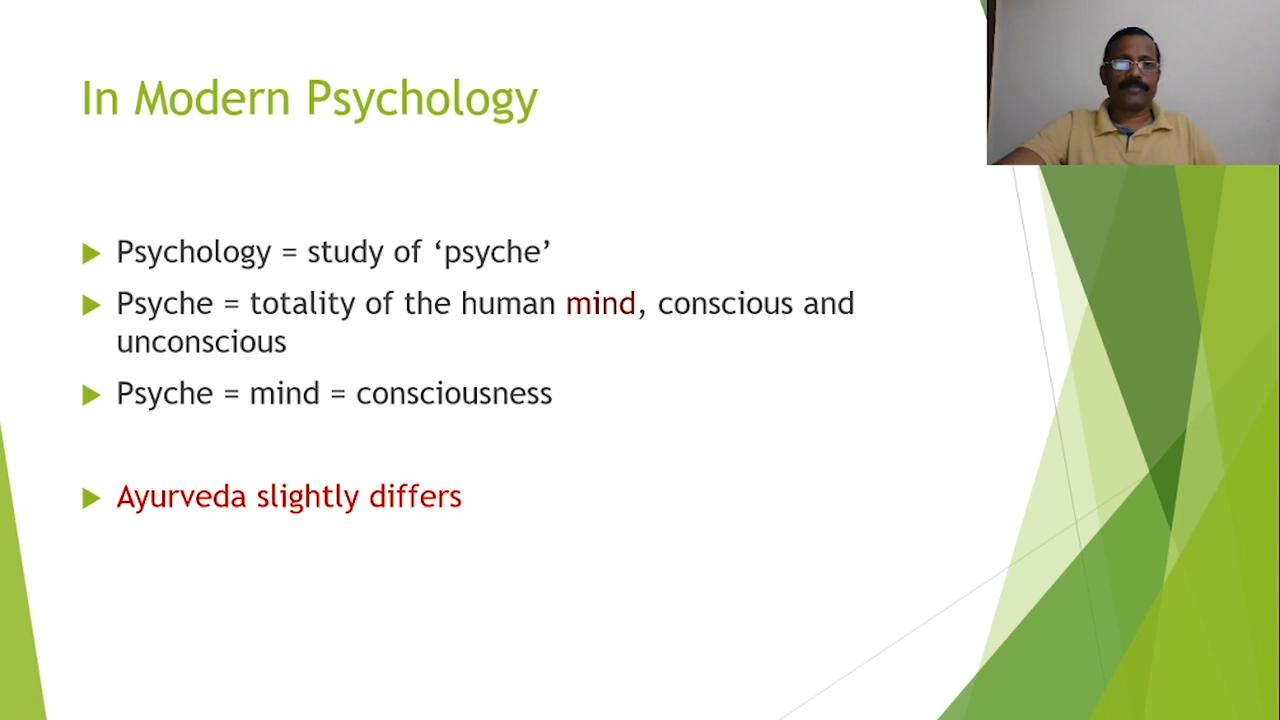 In Modern Psychology
Psychology = study of ‘psyche’
Psyche = totality of the human mind, conscious and
unconscious
Psyche = mind = consciousness
Ayurveda slightly differs